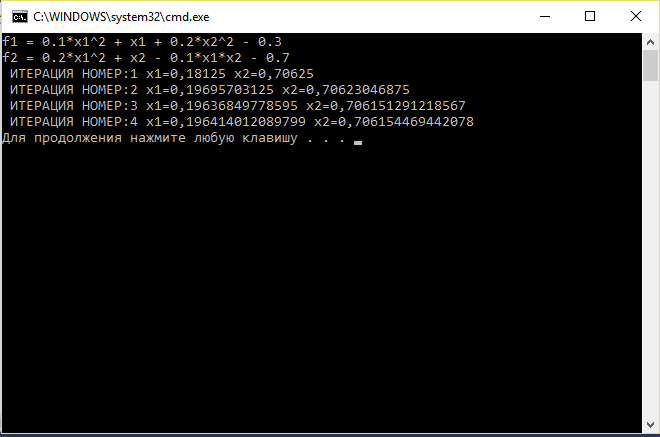 C:\WINDOWS\system32\cmd.exe
f1 = 0.1*x1^2 + x1 + 0.2*x2^2 - 0.3
f2 = 0.2*x1^2 + x2 - 0.1*x1*x2 - 0.7
ИТЕРАЦИЯ НОМЕР:1 x1=0,18125 x2=0,70625
ИТЕРАЦИЯ НОМЕР:2 x1=0,19695703125 x2=0,70623046875
ИТЕРАЦИЯ НОМЕР:3 x1=0,19636849778595 x2=0,706151291218567
ИТЕРАЦИЯ НОМЕР:4 x1=0,196414012089799 x2=0,706154469442078
Для продолжения нажмите любую клавишу . . .